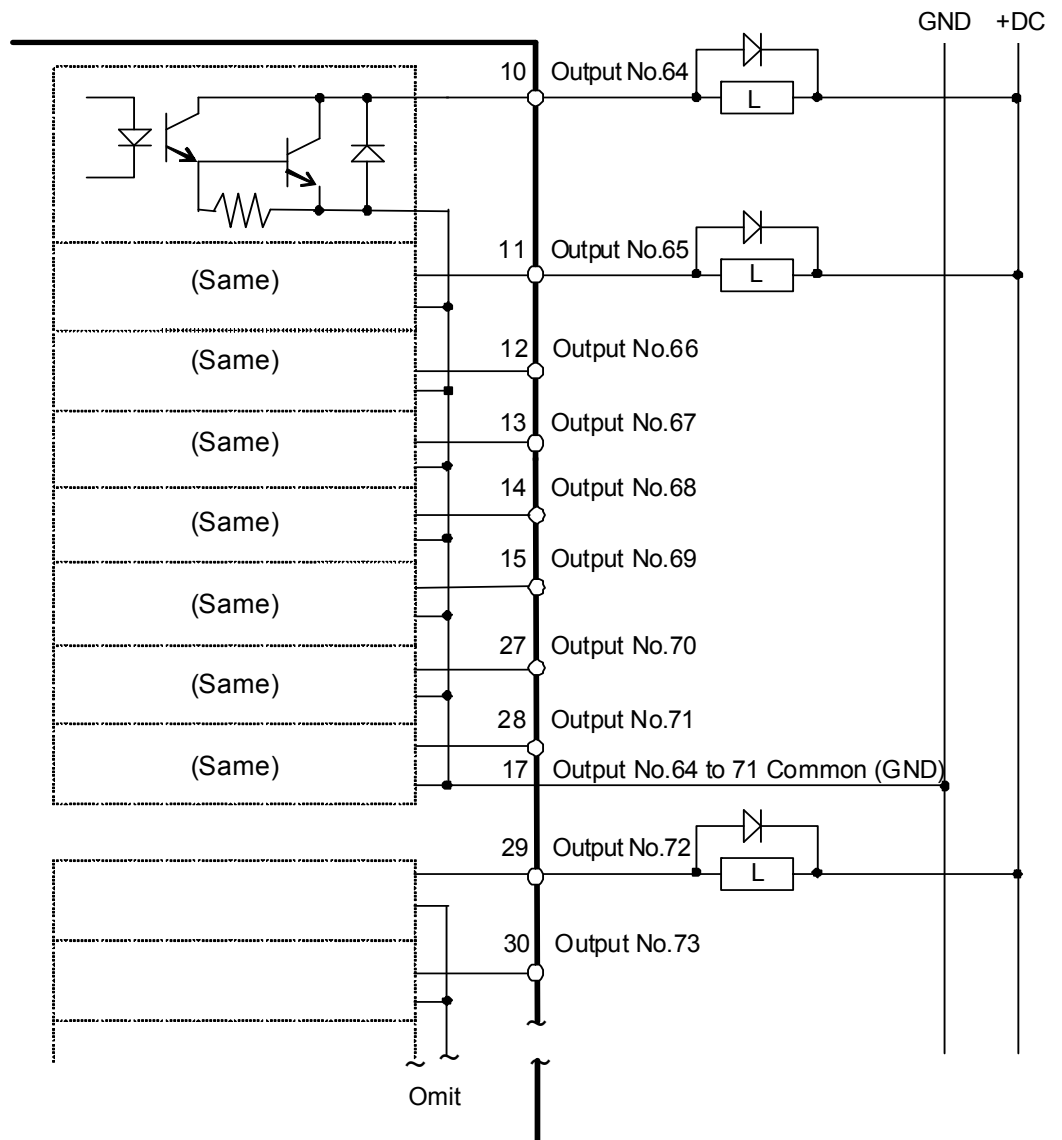 GND +DC
10 Output No.64
L
11 Output No.65
(Same)
L
12 Output No.66
(Same)
13 Output No.67
(Same)
14 Output No.68
(Same)
15 Output No.69
(Same)
27 Output No.70
(Same)
28 Output No.71
(Same)
17 Output No.64 to 71 Common (GND)
29 Output No.72
L
30 Output No.73
Omit